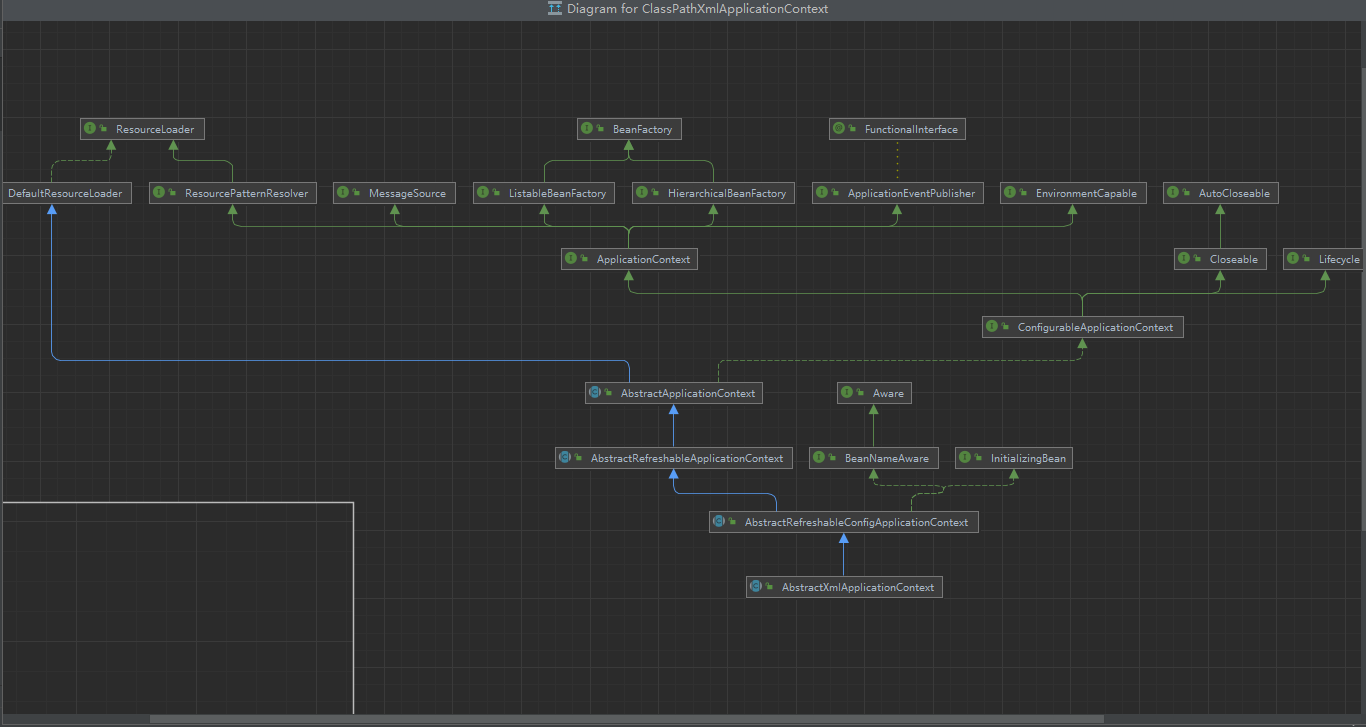 Diagram for ClassPathXmlApplicationContext
ResourceLoader
BeanFactory
FunctionalInterface
DefaultResourceLoader
ResourcePatternResolver
MessageSource
ListableBeanFactory
HierarchicalBeanFactory
ApplicationEventPublisher
EnvironmentCapable
AutoCloseable
ApplicationContext
Closeable
Lifecycle
ConfigurableApplicationContext
AbstractApplicationContext
Aware
AbstractRefreshableApplicationContext
BeanNameAware
InitializingBean
AbstractRefreshableConfigApplicationContext
AbstractXmlApplicationContext